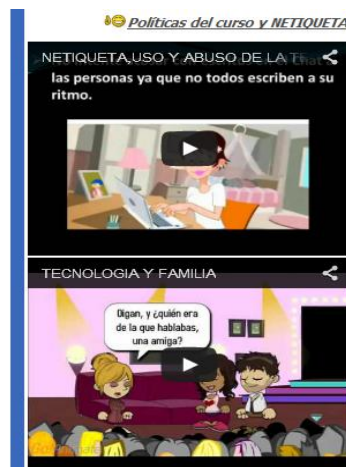 Políticas del curso y NETIQUETA
NETIQUETA,USO Y ABUSO DE LA
las personas ya que no todos escriben a su
ritmo.
TECNOLOGIA Y FAMILIA
Digan, y ¿quién era
de la que hablabas,
una amiga?